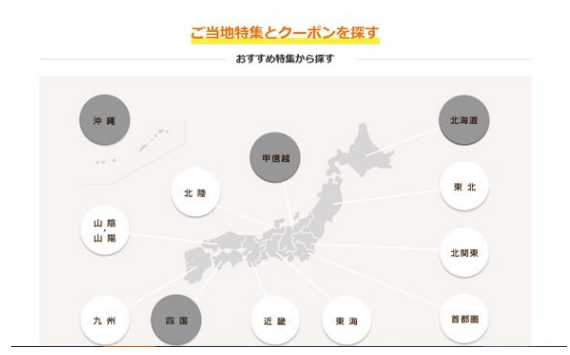 ご当地特集とクーポンを探す
おすすめ特集から探す
沖縄
北海道
甲信越
北陸
東北
山陰
・
山陽
北関東
九州
四国
近畿
東海
首都圏